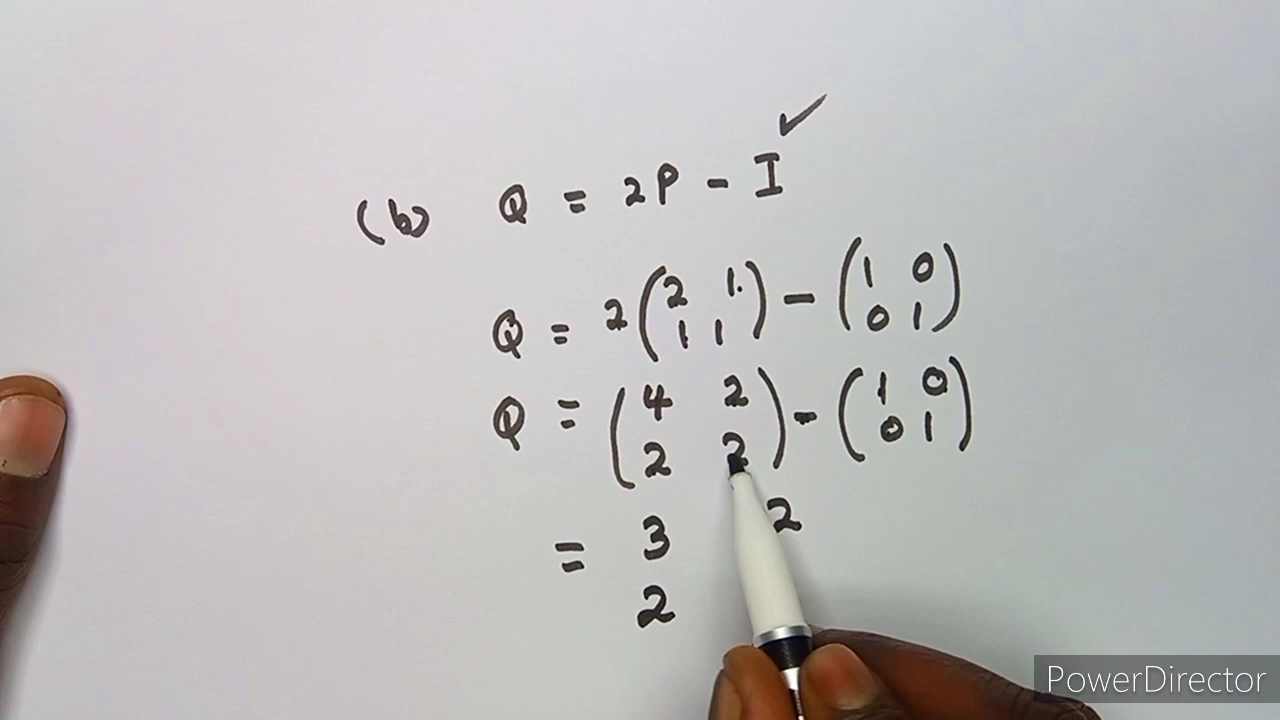 (b) Q = 2P - I ✓
Q = 2(2 1) - (1 0)
(1 1) (0 1)
Q = (4 2) - (1 0)
(2 2) (0 1)
= 3 2
2
PowerDirector